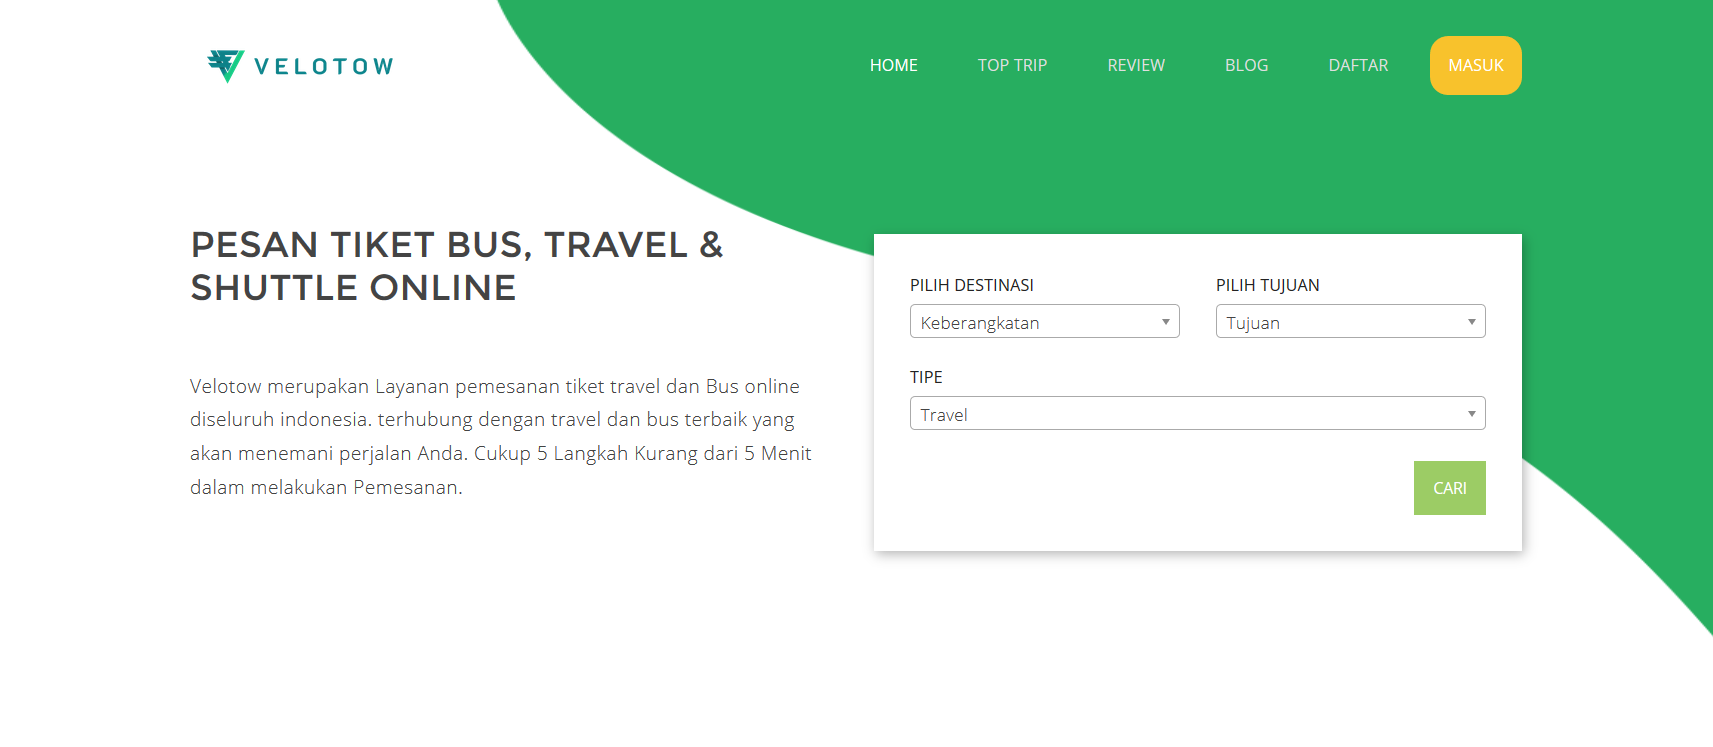 VELOTOW
HOME
TOP TRIP
REVIEW
BLOG
DAFTAR
MASUK
PESAN TIKET BUS, TRAVEL &
SHUTTLE ONLINE
Velotow merupakan Layanan pemesanan tiket travel dan Bus online
diseluruh indonesia. terhubung dengan travel dan bus terbaik yang
akan menemani perjalan Anda. Cukup 5 Langkah Kurang dari 5 Menit
dalam melakukan Pemesanan.
PILIH DESTINASI
Keberangkatan
PILIH TUJUAN
Tujuan
TIPE
Travel
CARI